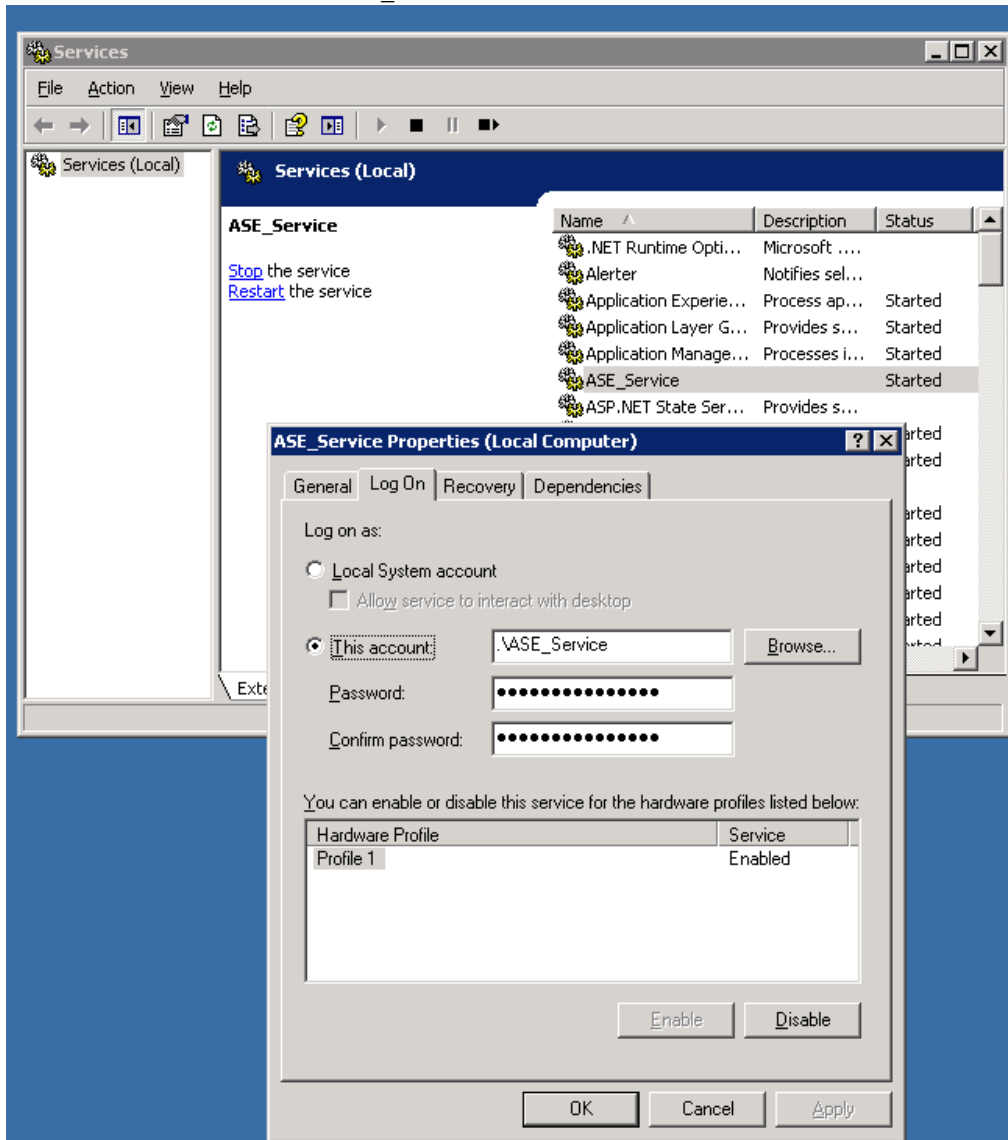 _
Services
File Action View Help
Services (Local)
Services (Local)
ASE_Service
Stop the service
Restart the service
Name Description Status
.NET Runtime Opti... Microsoft ....
Alerter Notifies sel...
Application Experie... Process ap... Started
Application Layer G... Provides s... Started
Application Manage... Processes i... Started
ASE_Service Started
ASP.NET State Ser... Provides s...
ASE_Service Properties (Local Computer)
General Log On Recovery Dependencies
Log on as:
Local System account
Allow service to interact with desktop
This account: .\ASE_Service Browse...
Password: ●●●●●●●●●●●●●●●
Confirm password: ●●●●●●●●●●●●●●●
You can enable or disable this service for the hardware profiles listed below:
Hardware Profile Service
Profile 1 Enabled
Enable Disable
OK Cancel Apply